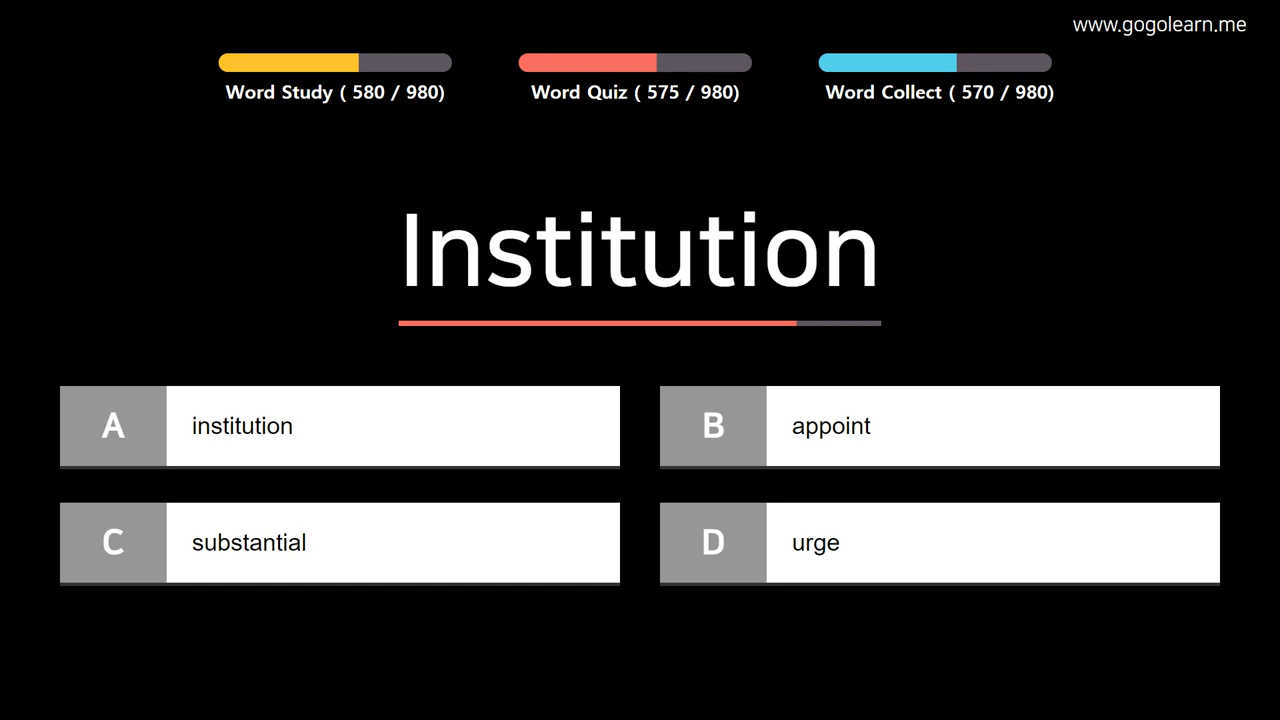 www.gogolearn.me
Word Study ( 580 / 980)
Word Quiz ( 575 / 980)
Word Collect ( 570 / 980)
Institution
A institution
B appoint
C substantial
D urge